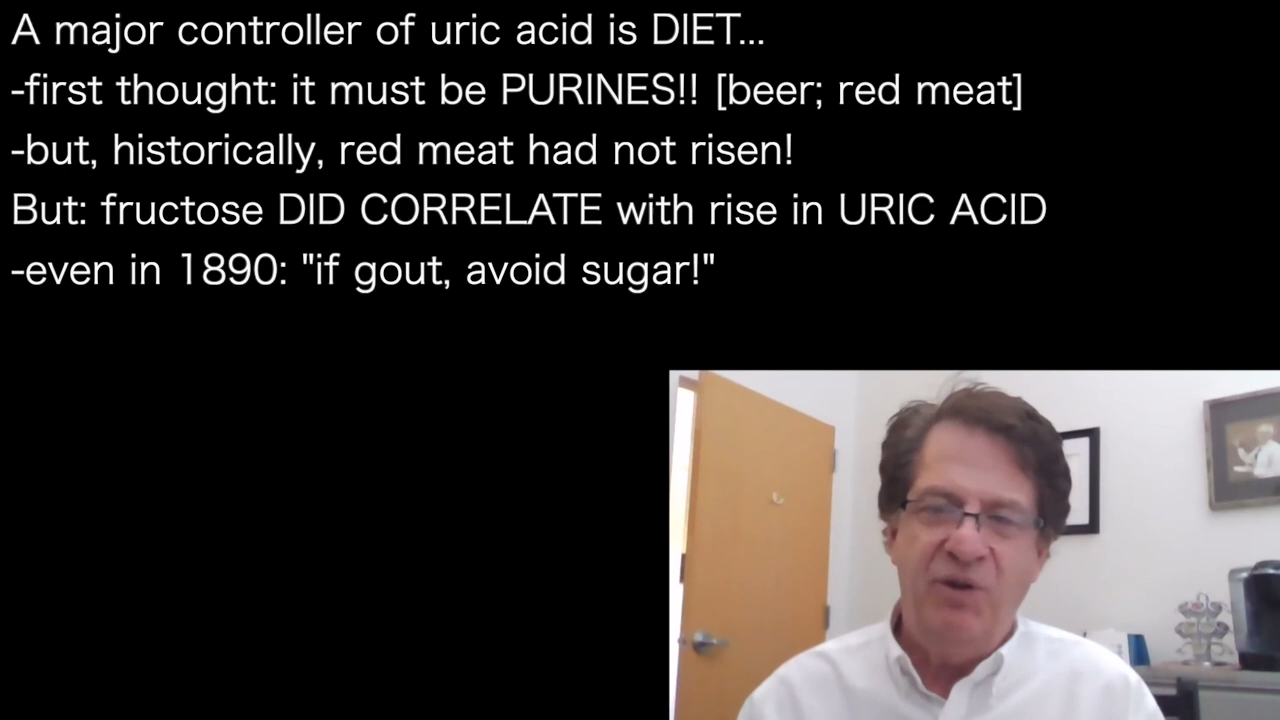 A major controller of uric acid is DIET...
-first thought: it must be PURINES!! [beer; red meat]
-but, historically, red meat had not risen!
But: fructose DID CORRELATE with rise in URIC ACID
-even in 1890: "if gout, avoid sugar!"